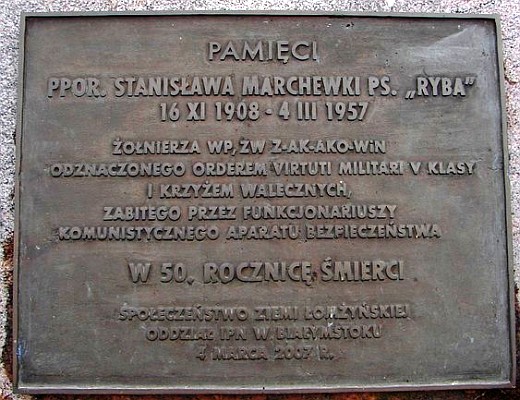 PAMIĘCI
PPOR. STANISŁAWA MARCHEWKI PS. „RYBA”
16 XI 1908 - 4 III 1957
ŻOŁNIERZA WP, ZW Z-AK-AKO-WiN
ODZNACZONEGO ORDEREM VIRTUTI MILITARI V KLASY
I KRZYŻEM WALECZNYCH,
ZABITEGO PRZEZ FUNKCJONARIUSZY
KOMUNISTYCZNEGO APARATU BEZPIECZEŃSTWA
W 50. ROCZNICĘ ŚMIERCI
SPOŁECZEŃSTWO ZIEMI ŁOMŻYŃSKIEJ
ODDZIAŁ IPN W BIAŁYMSTOKU
4 MARCA 2007 R.